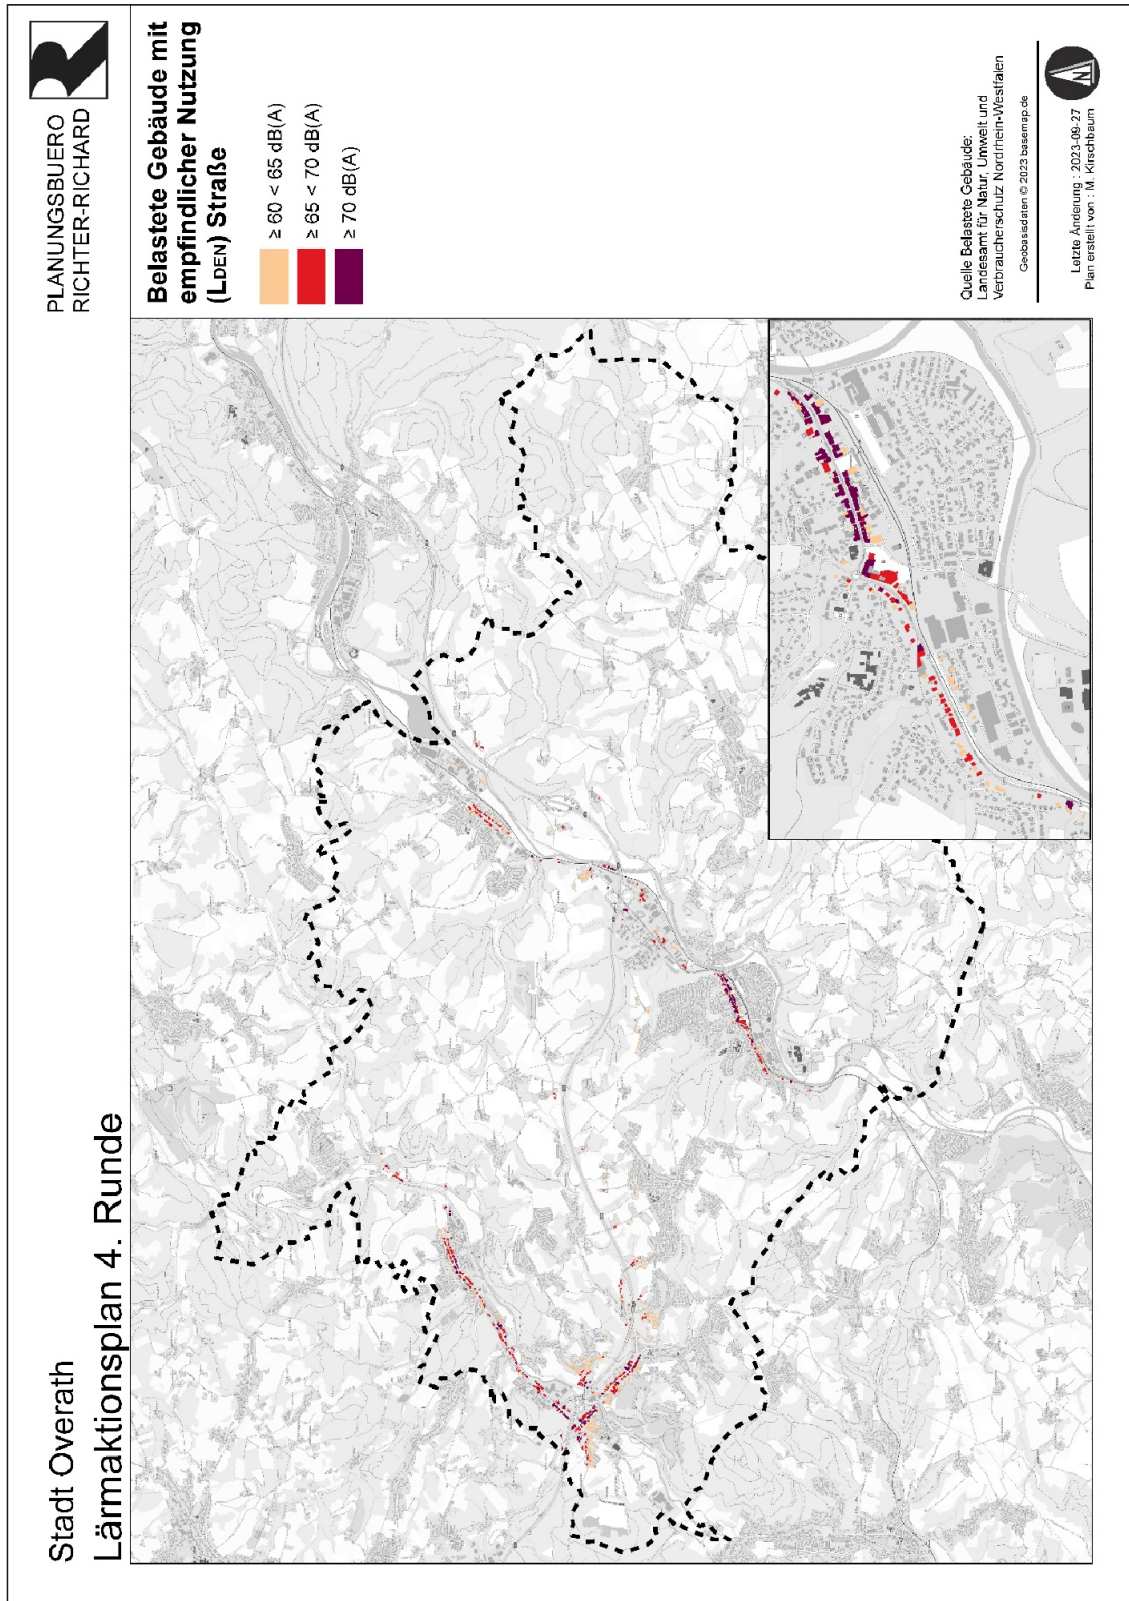 Stadt Overath
Lärmaktionsplan 4. Runde
PLANUNGSBUERO
RICHTER-RICHARD
Belastete Gebäude mit
empfindlicher Nutzung
(LDEN) Straße
≥ 60 < 65 dB(A)
≥ 65 < 70 dB(A)
≥ 70 dB(A)
Quelle Belastete Gebäude:
Landesamt für Natur, Umwelt und
Verbraucherschutz Nordrhein-Westfalen
Geobasisdaten © 2023 basemap.de
N
Letzte Änderung : 2023-09-27
Plan erstellt von : M. Kirschbaum